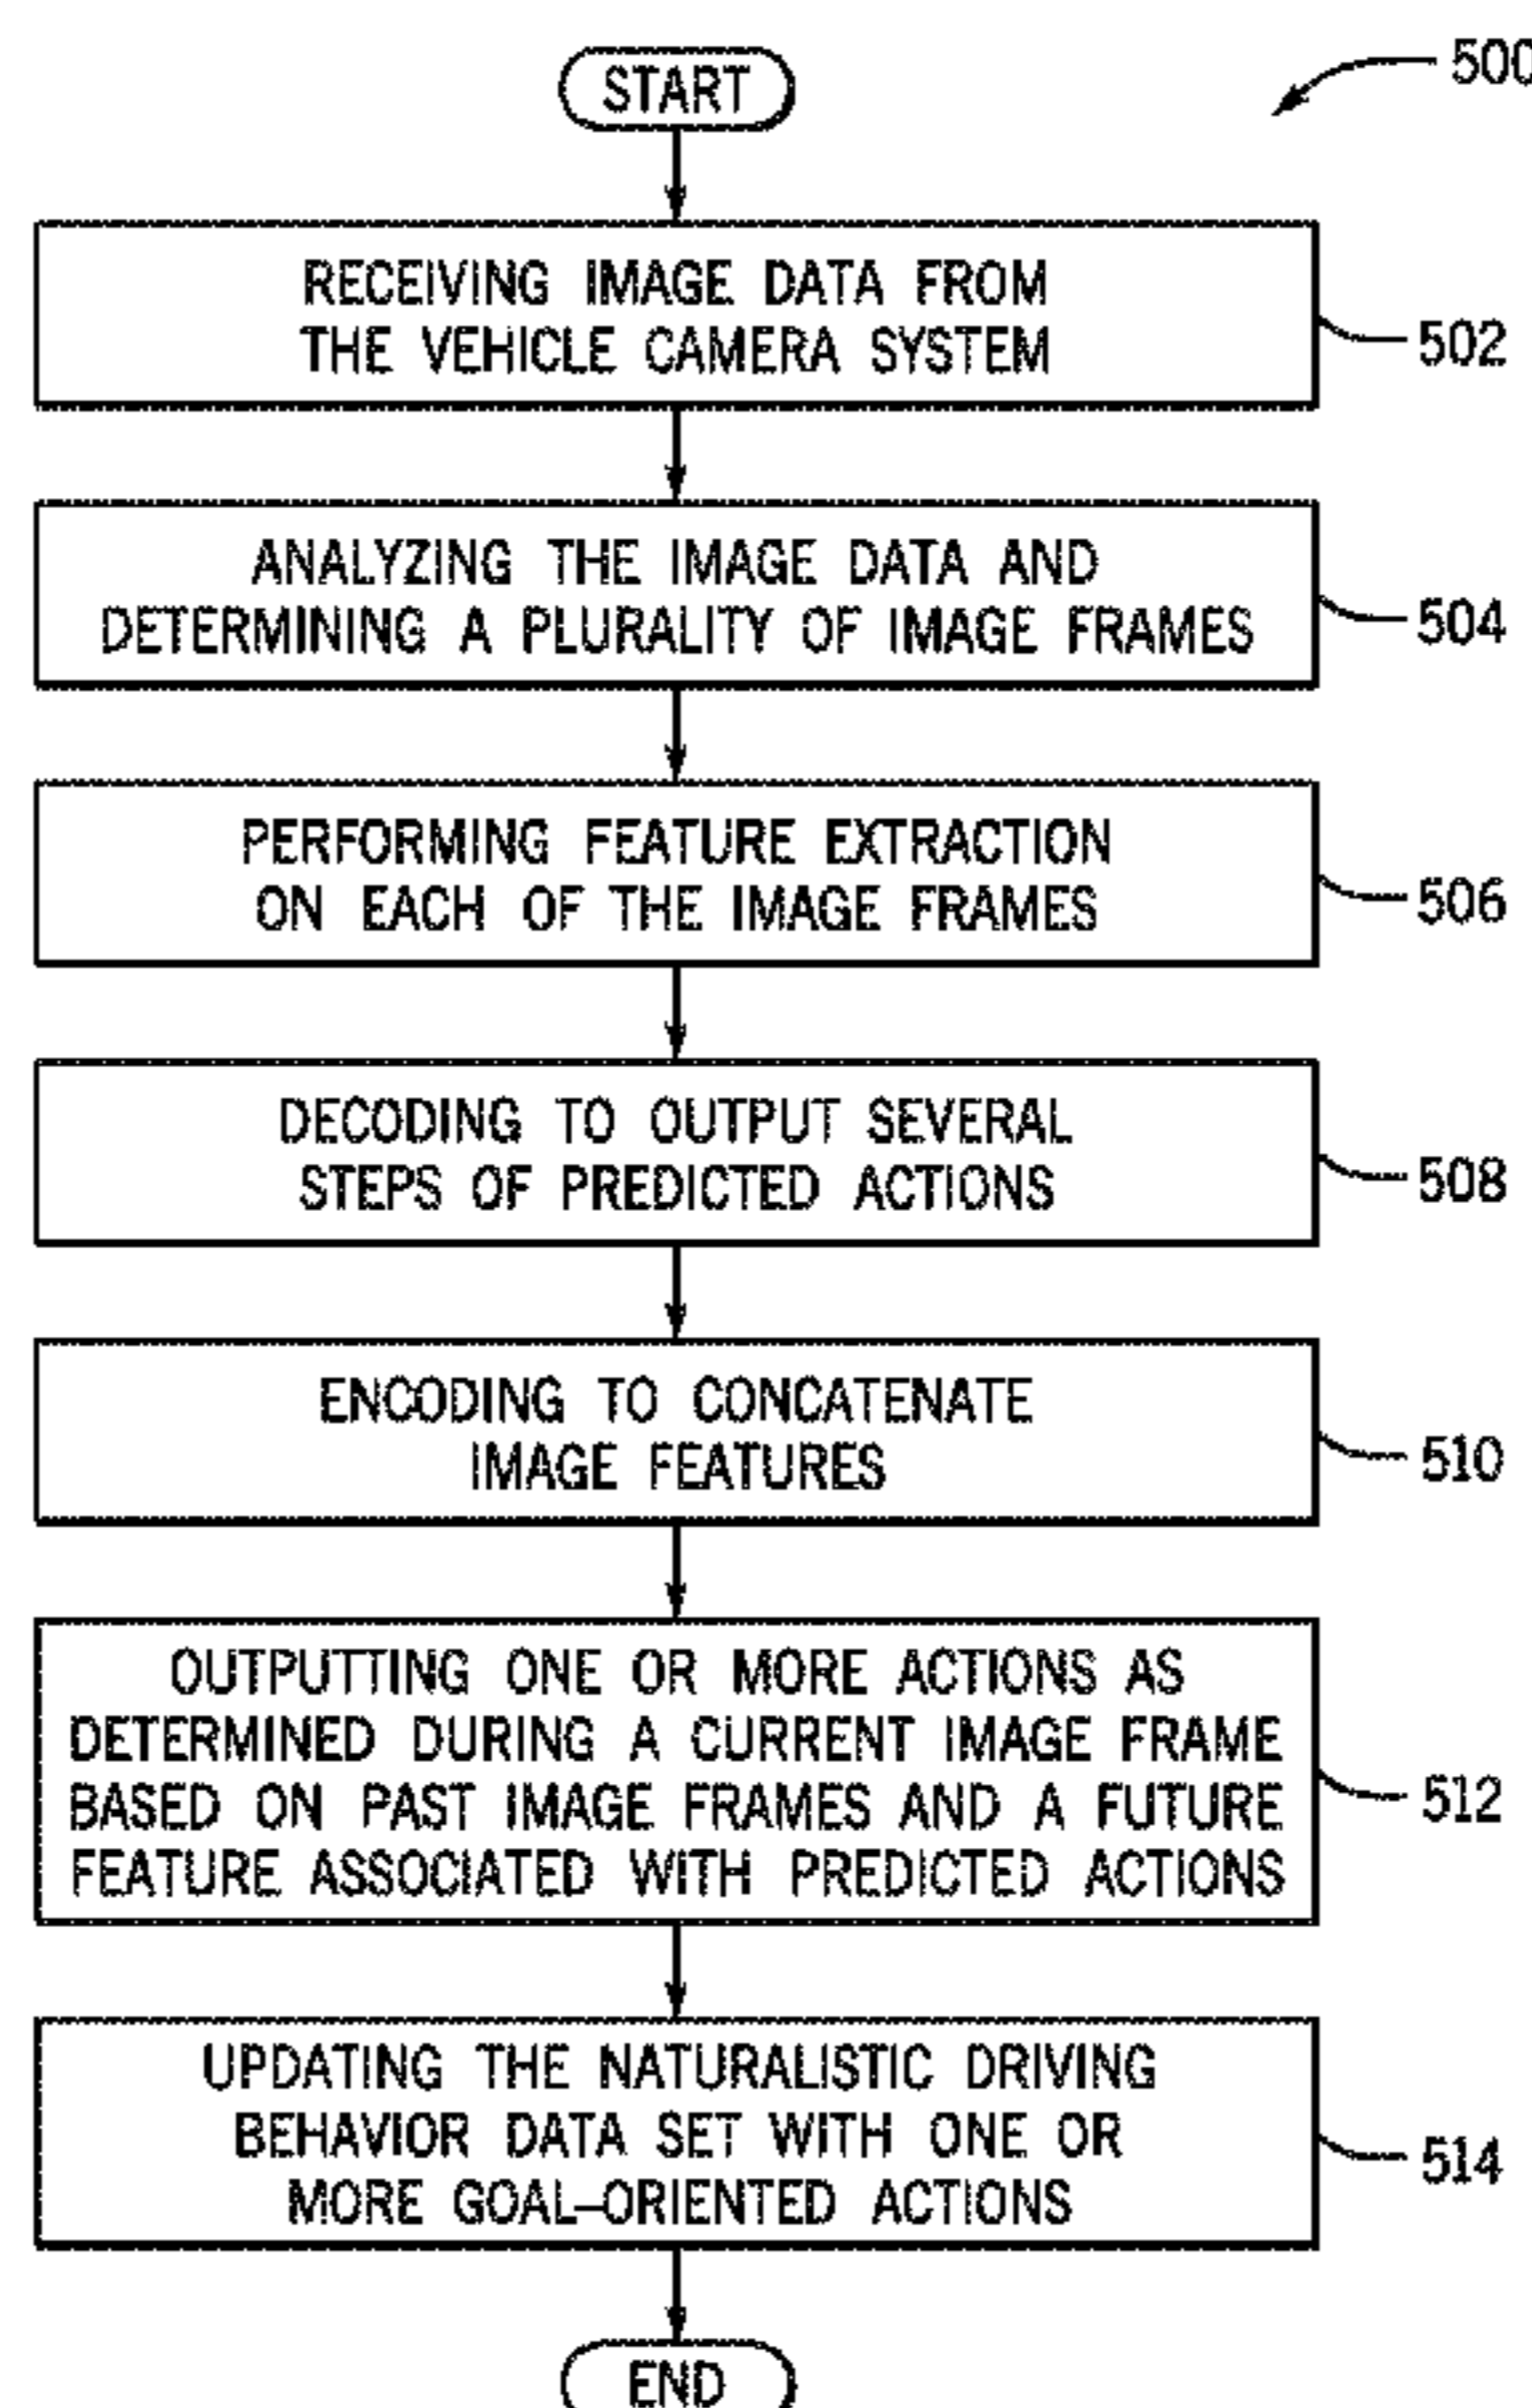 START
500
RECEIVING IMAGE DATA FROM
THE VEHICLE CAMERA SYSTEM
502
ANALYZING THE IMAGE DATA AND
DETERMINING A PLURALITY OF IMAGE FRAMES
504
PERFORMING FEATURE EXTRACTION
ON EACH OF THE IMAGE FRAMES
506
DECODING TO OUTPUT SEVERAL
STEPS OF PREDICTED ACTIONS
508
ENCODING TO CONCATENATE
IMAGE FEATURES
510
OUTPUTTING ONE OR MORE ACTIONS AS
DETERMINED DURING A CURRENT IMAGE FRAME
BASED ON PAST IMAGE FRAMES AND A FUTURE
FEATURE ASSOCIATED WITH PREDICTED ACTIONS
512
UPDATING THE NATURALISTIC DRIVING
BEHAVIOR DATA SET WITH ONE OR
MORE GOAL-ORIENTED ACTIONS
514
END